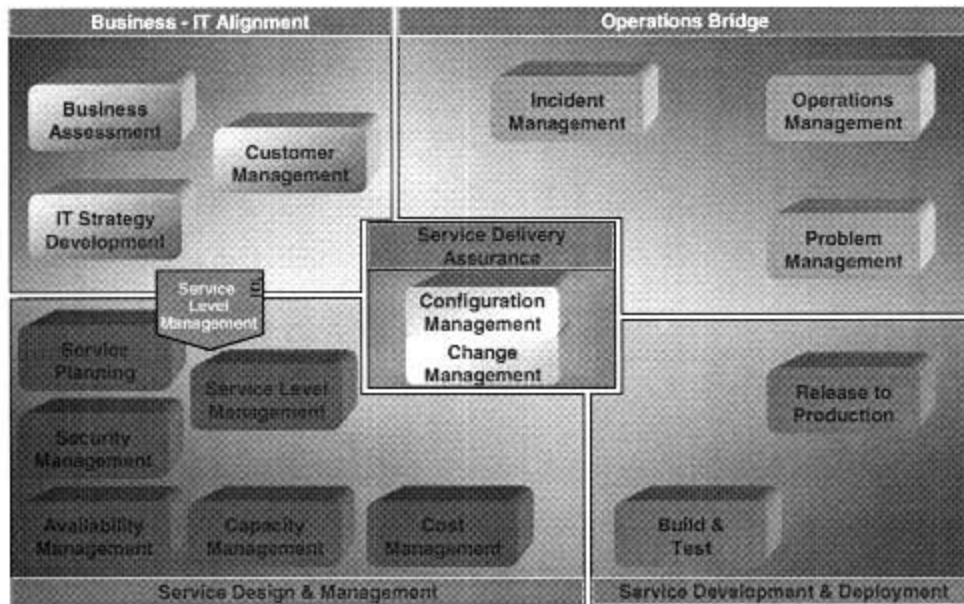 Business - IT Alignment
Operations Bridge
Business
Assessment
Customer
Management
IT Strategy
Development
Incident
Management
Operations
Management
Problem
Management
Service Delivery
Assurance
Configuration
Management
Change
Management
Service
Level
Management
Service
Planning
Service Level
Management
Security
Management
Availability
Management
Capacity
Management
Cost
Management
Release to
Production
Build &
Test
Service Design & Management
Service Development & Deployment